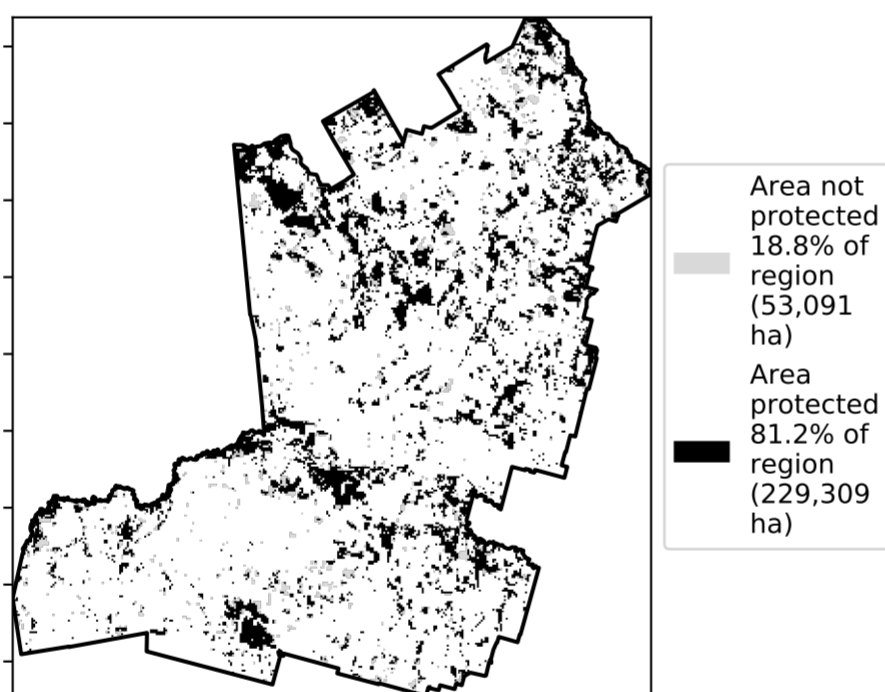 Area not
protected
18.8% of
region
(53,091
ha)
Area
protected
81.2% of
region
(229,309
ha)